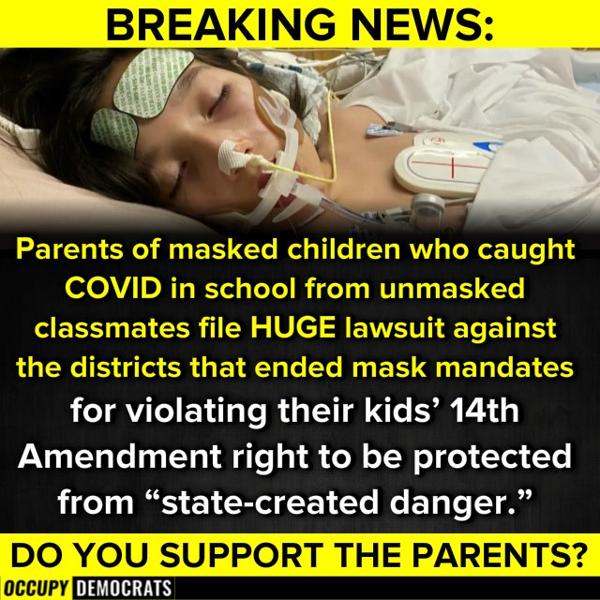 BREAKING NEWS:
Parents of masked children who caught
COVID in school from unmasked
classmates file HUGE lawsuit against
the districts that ended mask mandates
for violating their kids’ 14th
Amendment right to be protected
from “state-created danger.”
DO YOU SUPPORT THE PARENTS?
OCCUPY DEMOCRATS